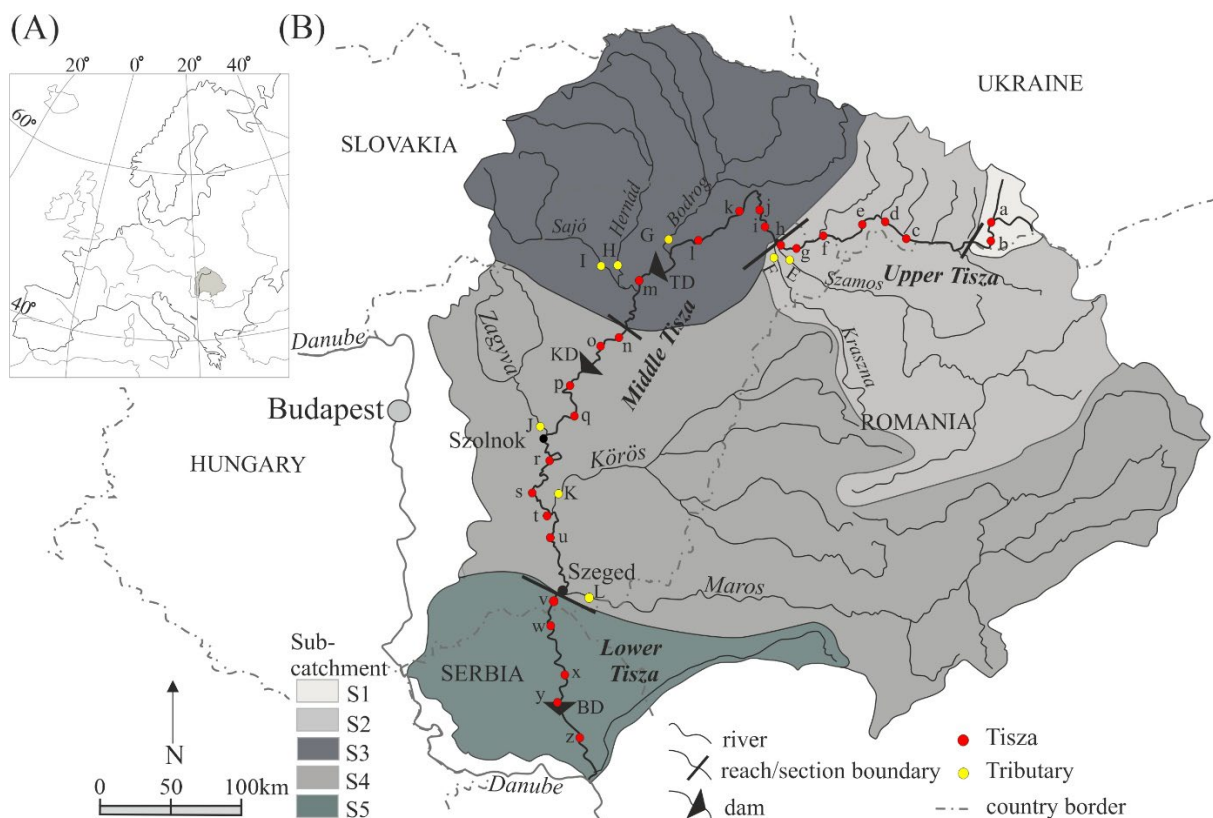 (A)
20°
0°
20°
40°
60°
40°
(B)
UKRAINE
SLOVAKIA
Sajó
Hernád
Bodrog
k
j
i
h
G
l
H
I
TD
m
e
d
c
a
b
g
f
F
E
Upper Tisza
Szamos
Danube
Zagyva
n
o
KD
Middle Tisza
Kraszna
p
q
Budapest
J
Szolnok
ROMANIA
HUNGARY
r
Körös
s
K
t
u
Szeged
L
Maros
v
w
Lower
Tisza
SERBIA
x
y
BD
z
Danube
Sub-
catchment
S1
S2
S3
S4
S5
N
0 50 100km
river
reach/section boundary
dam
Tisza
Tributary
country border